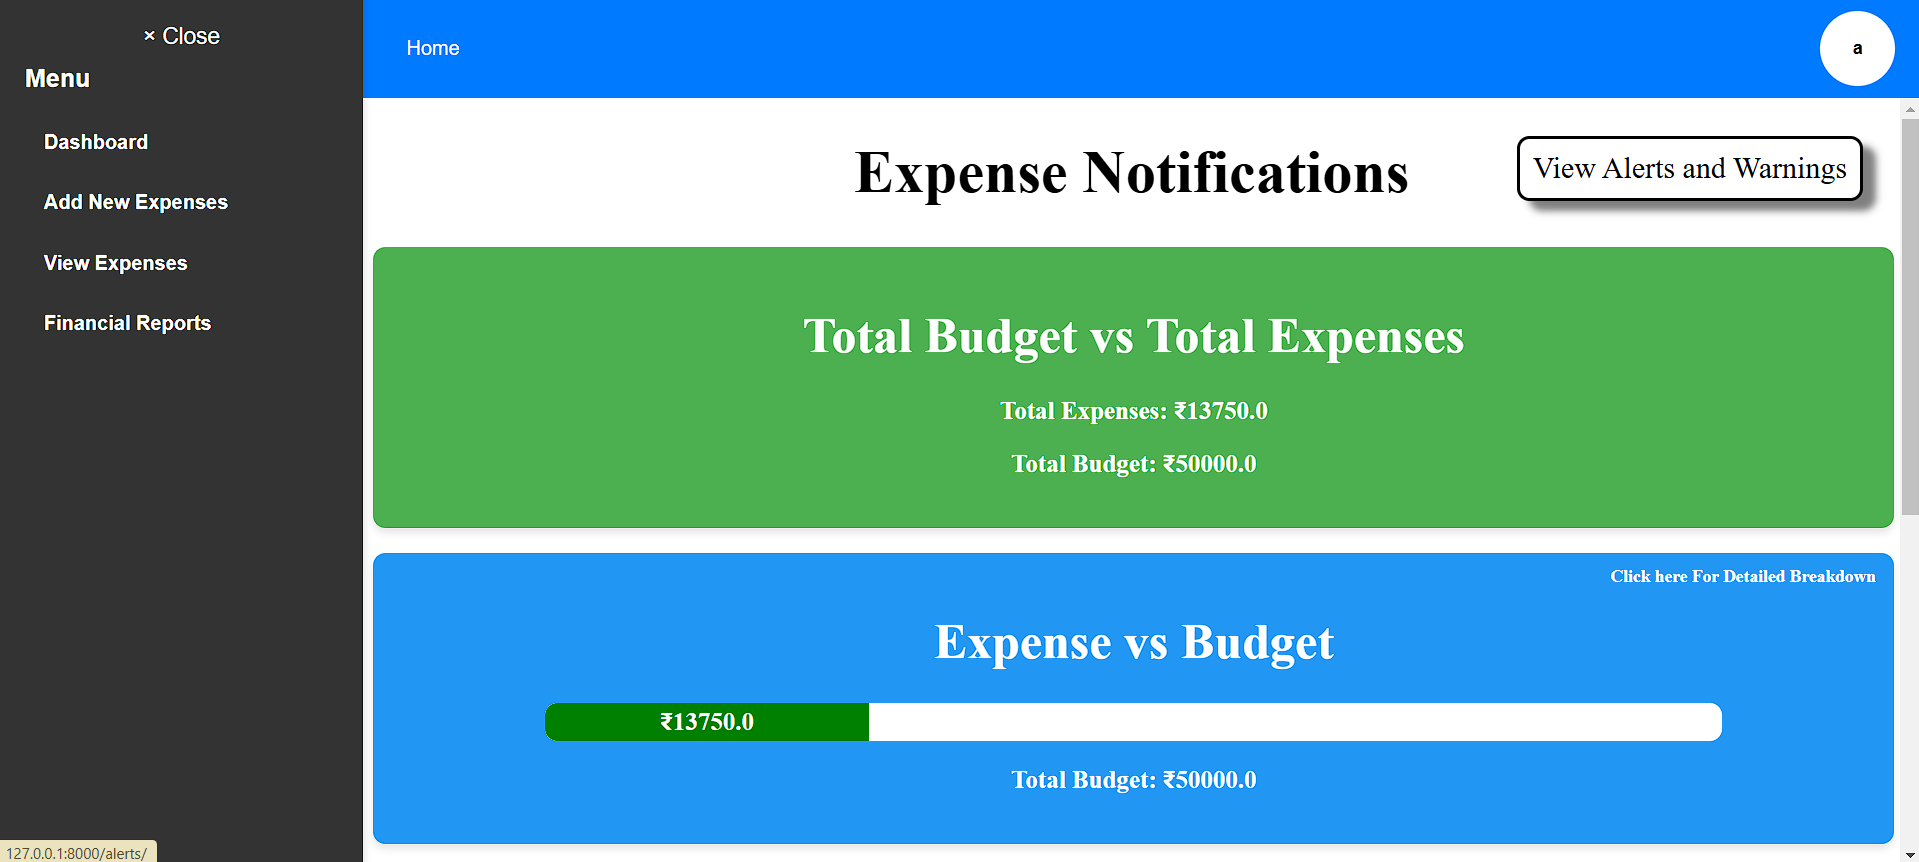 × Close
Menu
Dashboard
Add New Expenses
View Expenses
Financial Reports
Home
a
Expense Notifications
View Alerts and Warnings
Total Budget vs Total Expenses
Total Expenses: ₹13750.0
Total Budget: ₹50000.0
Click here For Detailed Breakdown
Expense vs Budget
₹13750.0
Total Budget: ₹50000.0
127.0.0.1:8000/alerts/